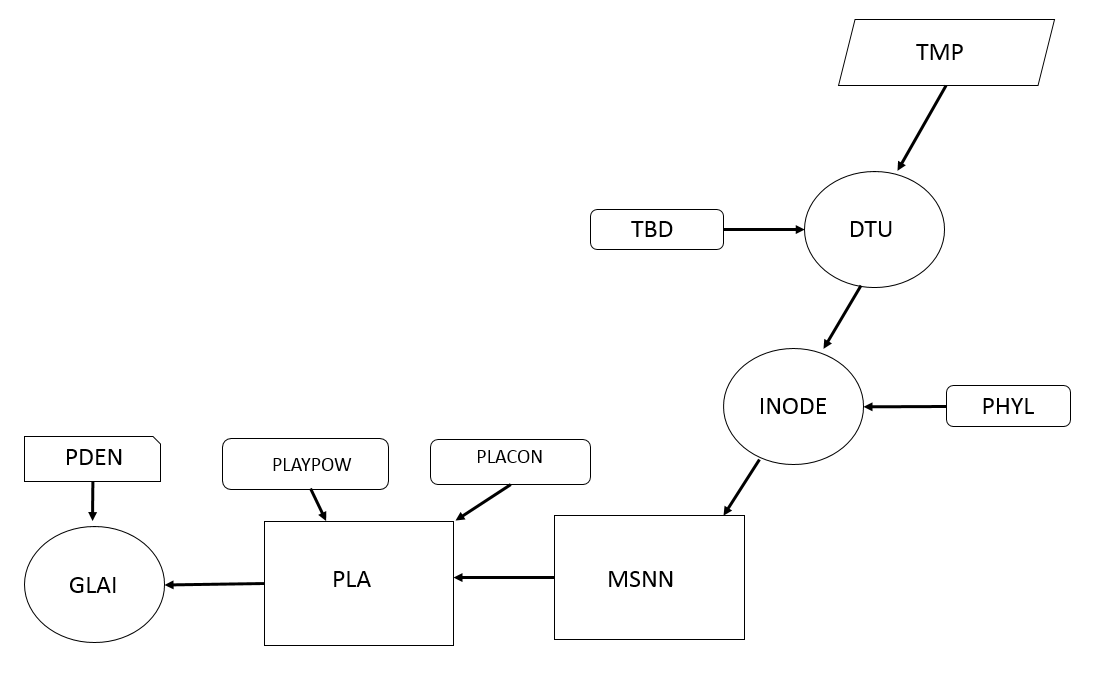 TMP
TBD
DTU
INODE
PHYL
PDEN
PLAYPOW
PLACON
GLAI
PLA
MSNN